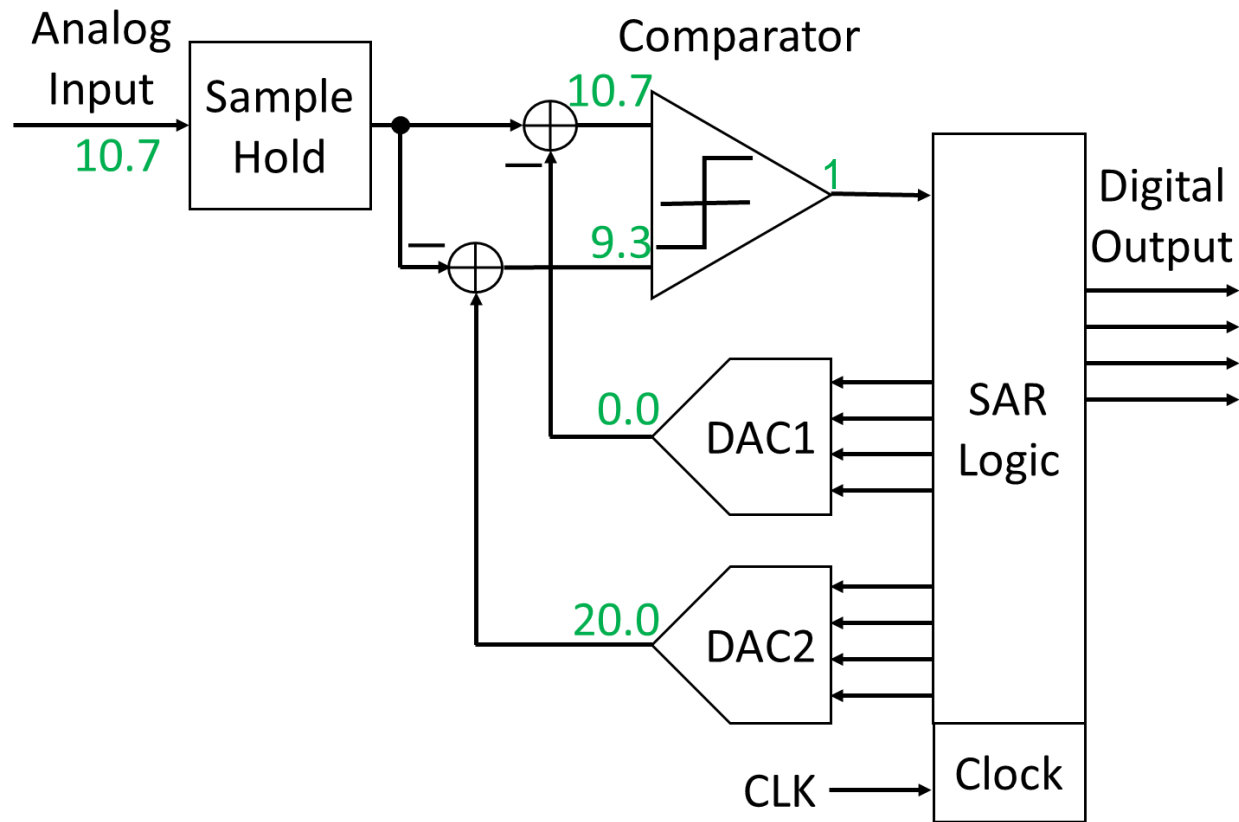 Analog
Input
10.7
Sample
Hold
Comparator
10.7
9.3
1
Digital
Output
0.0
DAC1
SAR
Logic
20.0
DAC2
CLK
Clock